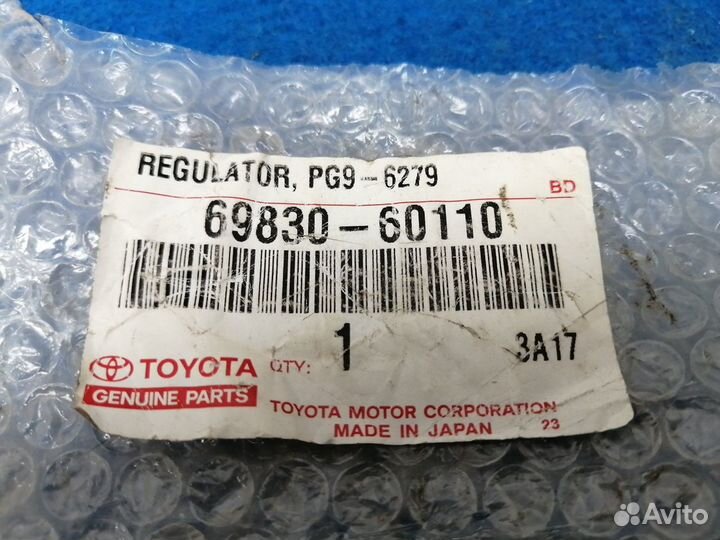 REGULATOR, PG9-6279
BD
69830-60110
TOYOTA
GENUINE PARTS
QTY: 1
3A17
TOYOTA MOTOR CORPORATION
MADE IN JAPAN 23
Avito